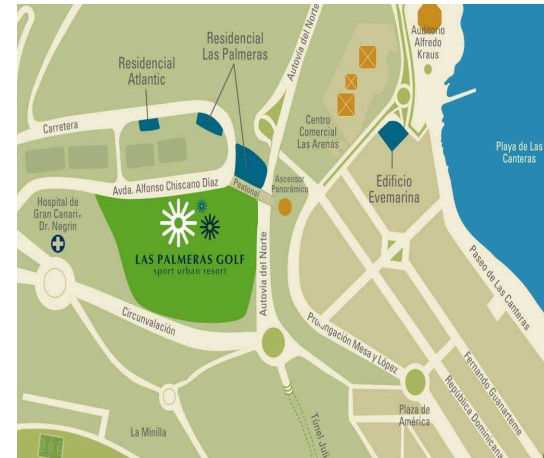 Auditorio
Alfredo
Kraus
Residencial
Las Palmeras
Autovía del Norte
Residencial
Atlantic
Carretera
Centro
Comercial
Las Arenas
Playa de Las
Canteras
Edificio
Evemarina
Ascensor
Panorámico
Peatonal
Avda. Alfonso Chiscano Díaz
Hospital de
Gran Canari
Dr. Negrín
LAS PALMERAS GOLF
sport urban resort
Autovía del Norte
Paseo de Las Canteras
Circunvalación
Prolongación Mesa y López
Fernando Guanarteme
República Dominicana
Plaza de
América
La Minilla
Túnel Juli